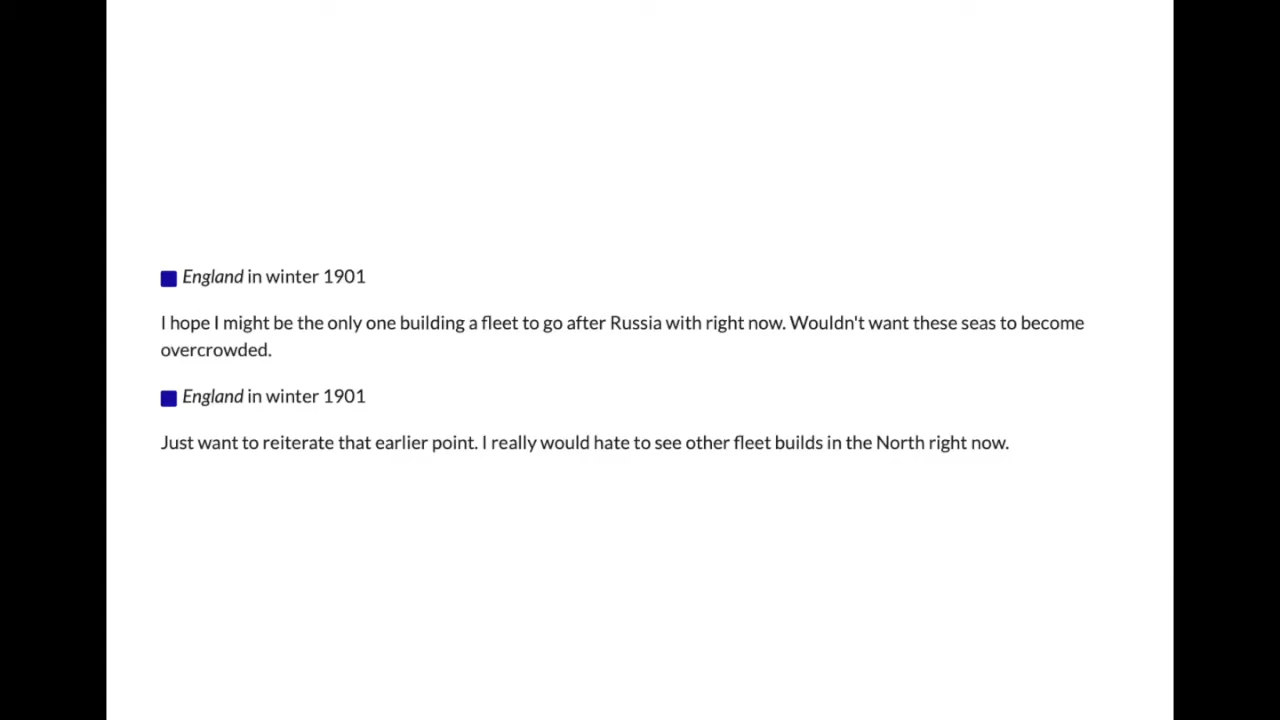 England in winter 1901
I hope I might be the only one building a fleet to go after Russia with right now. Wouldn't want these seas to become
overcrowded.
England in winter 1901
Just want to reiterate that earlier point. I really would hate to see other fleet builds in the North right now.